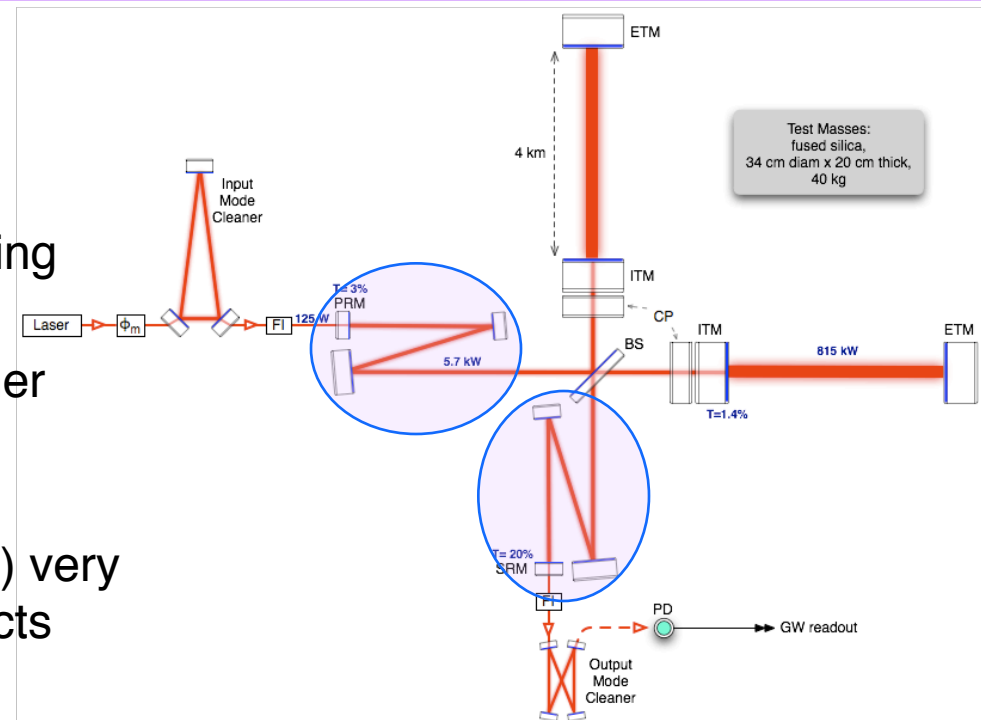 ETM
4 km
Test Masses:
fused silica,
34 cm diam x 20 cm thick,
40 kg
Input
Mode
Cleaner
ing
ITM
T= 3%
PRM
CP
Laser
Φm
FI
125 W
BS
ITM
ETM
5.7 kW
815 kW
er
T=1.4%
T= 20%
SRM
) very
FI
cts
PD
GW readout
Output
Mode
Cleaner